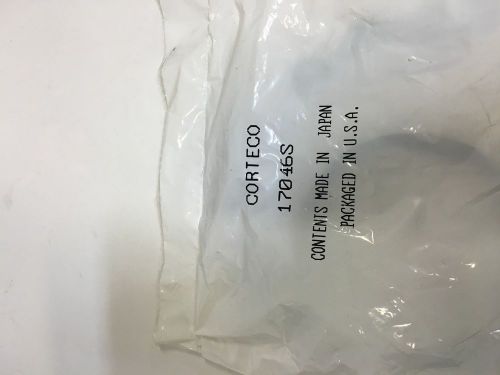 CORTECO
17046S
CONTENTS MADE IN JAPAN
PACKAGED IN U.S.A.